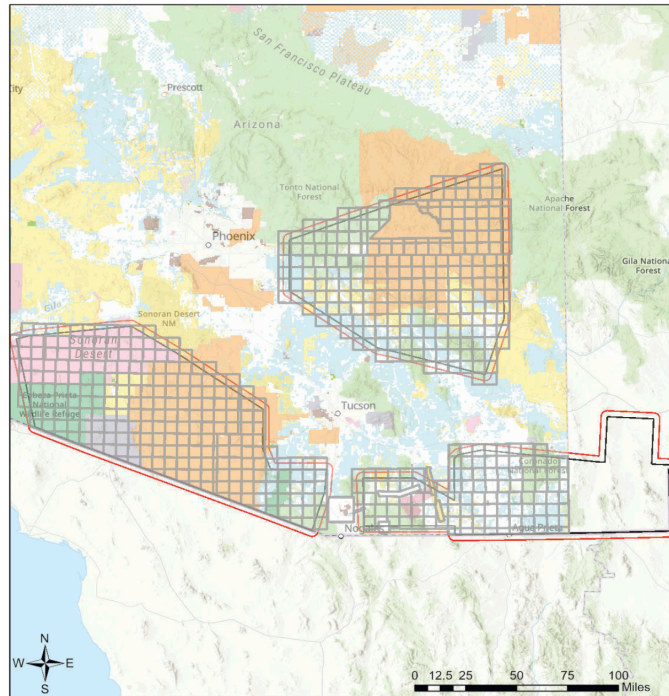 San Francisco Plateau
City
Prescott
Arizona
Tonto National
Forest
Apache
National Forest
Phoenix
Gila National
Forest
Gila
Sonoran Desert
NM
Sonoran
Desert
Cabeza Prieta
National
Wildlife Refuge
Tucson
Coronado
National Forest
Nogales
Agua Prieta
N
W
E
S
0 12.5 25 50 75 100
Miles